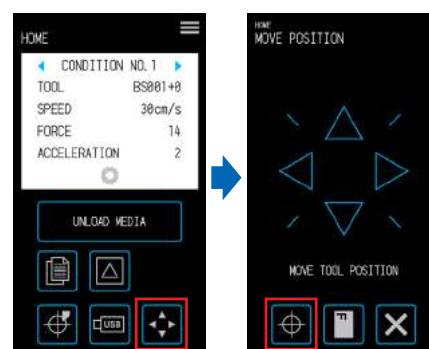 HOME
CONDITION NO.1
TOOL BS001+0
SPEED 30cm/s
FORCE 14
ACCELERATION 2
UNLOAD MEDIA
USB
HOME
MOVE POSITION
MOVE TOOL POSITION